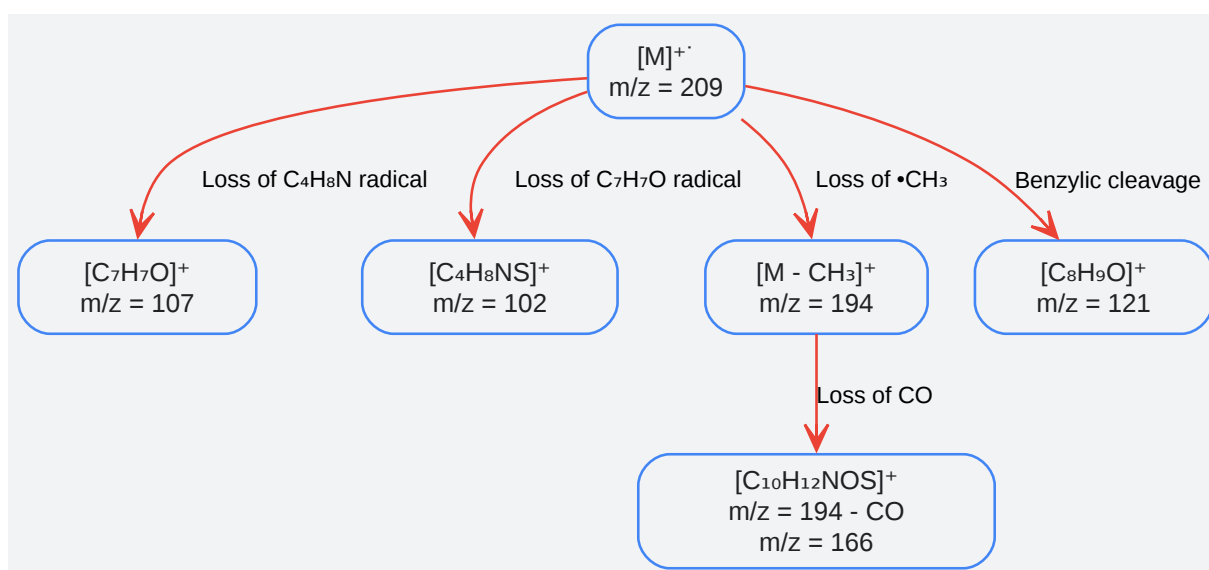 [M]⁺˙
m/z = 209
Loss of C₄H₈N radical
Loss of C₇H₇O radical
Loss of •CH₃
Benzylic cleavage
[C₇H₇O]⁺
m/z = 107
[C₄H₈NS]⁺
m/z = 102
[M - CH₃]⁺
m/z = 194
[C₈H₉O]⁺
m/z = 121
Loss of CO
[C₁₀H₁₂NOS]⁺
m/z = 194 - CO
m/z = 166